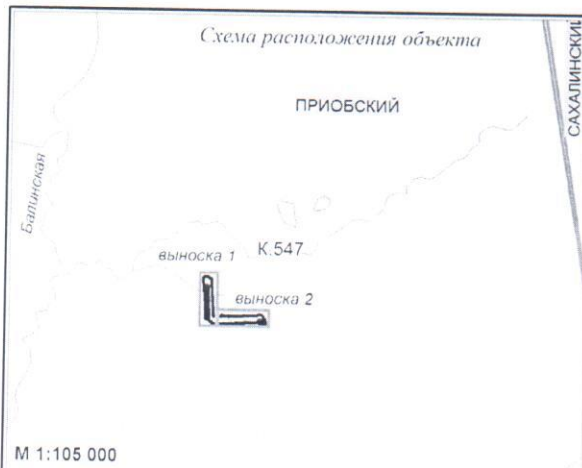 Схема расположения объекта
САХАЛИНСКИЙ
ПРИОБСКИЙ
Балинская
К.547
выноска 1
выноска 2
М 1:105 000